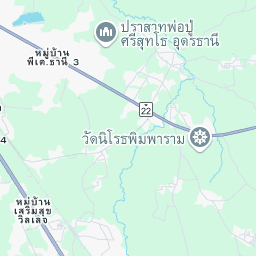 ปราสาทพ่อปู่
ศรีสุทโธ อุดรธานี
หมู่บ้าน
พีเค.ธานี 3
22
วัดนิโรธพิมพาราม
4
หมู่บ้าน
เสริมสุข
วิลเลจ